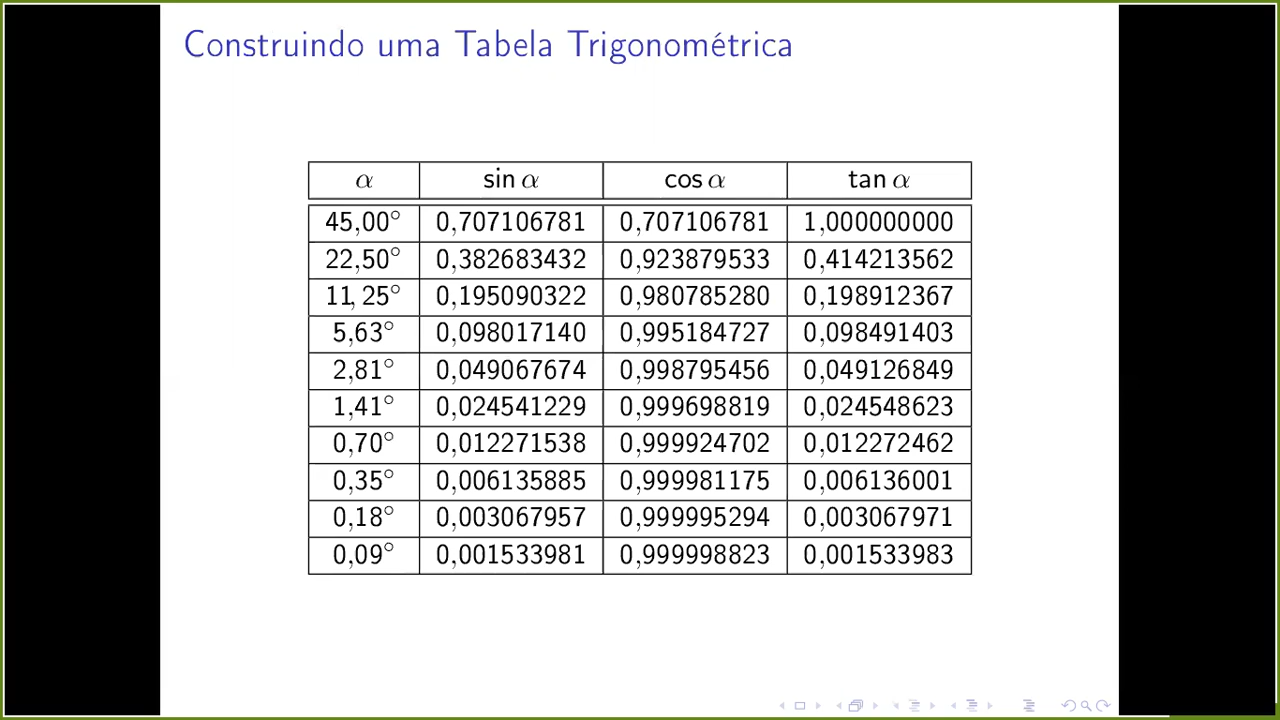 Construindo uma Tabela Trigonométrica
α sin α cos α tan α
45,00° 0,707106781 0,707106781 1,000000000
22,50° 0,382683432 0,923879533 0,414213562
11,25° 0,195090322 0,980785280 0,198912367
5,63° 0,098017140 0,995184727 0,098491403
2,81° 0,049067674 0,998795456 0,049126849
1,41° 0,024541229 0,999698819 0,024548623
0,70° 0,012271538 0,999924702 0,012272462
0,35° 0,006135885 0,999981175 0,006136001
0,18° 0,003067957 0,999995294 0,003067971
0,09° 0,001533981 0,999998823 0,001533983